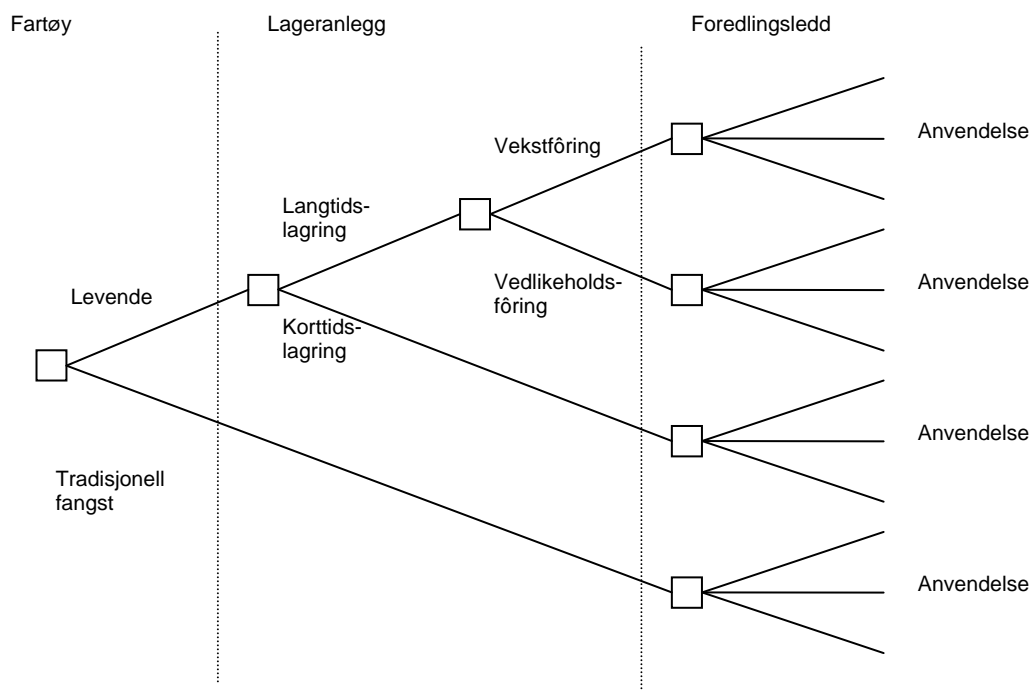 Fartøy
Lageranlegg
Foredlingsledd
Anvendelse
Vekstfôring
Langtids-
lagring
Anvendelse
Vedlikeholds-
fôring
Levende
Korttids-
lagring
Anvendelse
Tradisjonell
fangst
Anvendelse